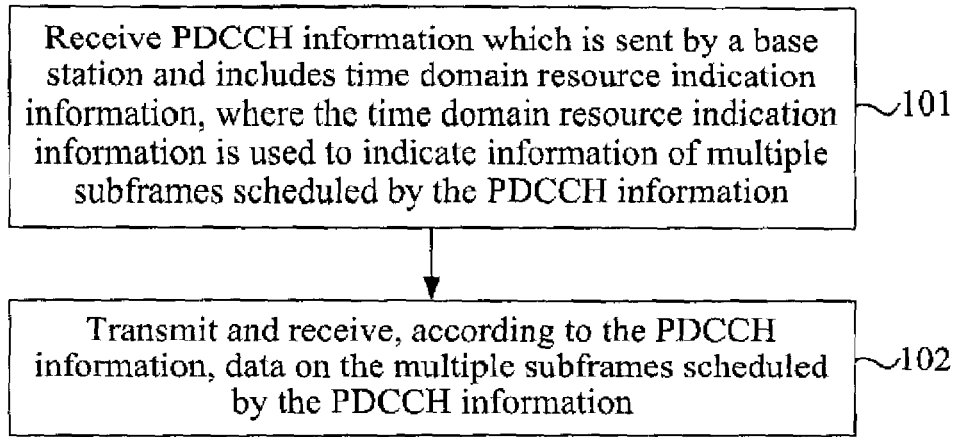 Receive PDCCH information which is sent by a base
station and includes time domain resource indication
information, where the time domain resource indication
information is used to indicate information of multiple
subframes scheduled by the PDCCH information
101
Transmit and receive, according to the PDCCH
information, data on the multiple subframes scheduled
by the PDCCH information
102